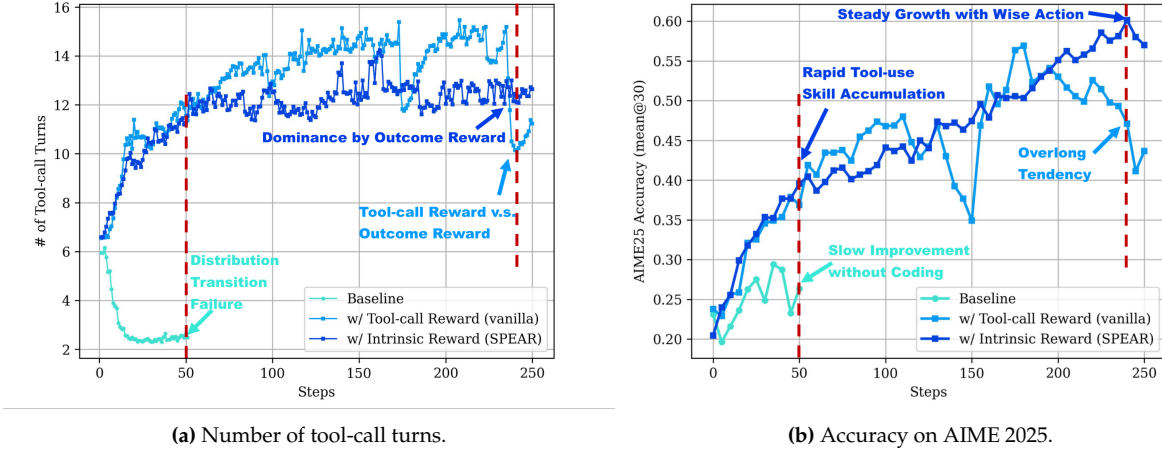 16
14
12
10
8
6
4
2
# of Tool-call Turns
0
50
100
150
200
250
Steps
Dominance by Outcome Reward
Tool-call Reward v.s.
Outcome Reward
Distribution
Transition
Failure
Baseline
w/ Tool-call Reward (vanilla)
w/ Intrinsic Reward (SPEAR)
(a) Number of tool-call turns.
0.60
0.55
0.50
0.45
0.40
0.35
0.30
0.25
0.20
AIME25 Accuracy (mean@30)
0
50
100
150
200
250
Steps
Steady Growth with Wise Action
Rapid Tool-use
Skill Accumulation
Overlong
Tendency
Slow Improvement
without Coding
Baseline
w/ Tool-call Reward (vanilla)
w/ Intrinsic Reward (SPEAR)
(b) Accuracy on AIME 2025.